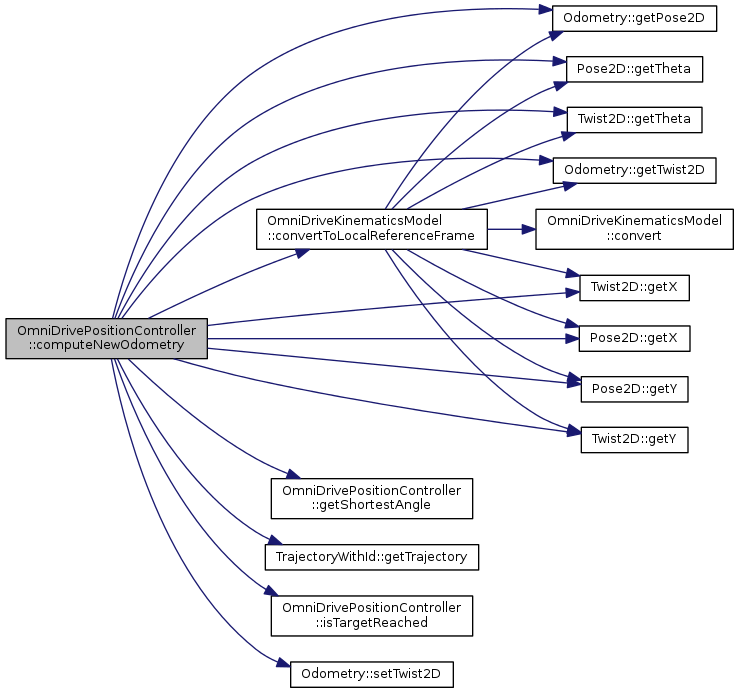 Odometry::getPose2D
Pose2D::getTheta
Twist2D::getTheta
Odometry::getTwist2D
OmniDriveKinematicsModel
::convertToLocalReferenceFrame
OmniDriveKinematicsModel
::convert
Twist2D::getX
OmniDrivePositionController
::computeNewOdometry
Pose2D::getX
Pose2D::getY
Twist2D::getY
OmniDrivePositionController
::getShortestAngle
TrajectoryWithId::getTrajectory
OmniDrivePositionController
::isTargetReached
Odometry::setTwist2D